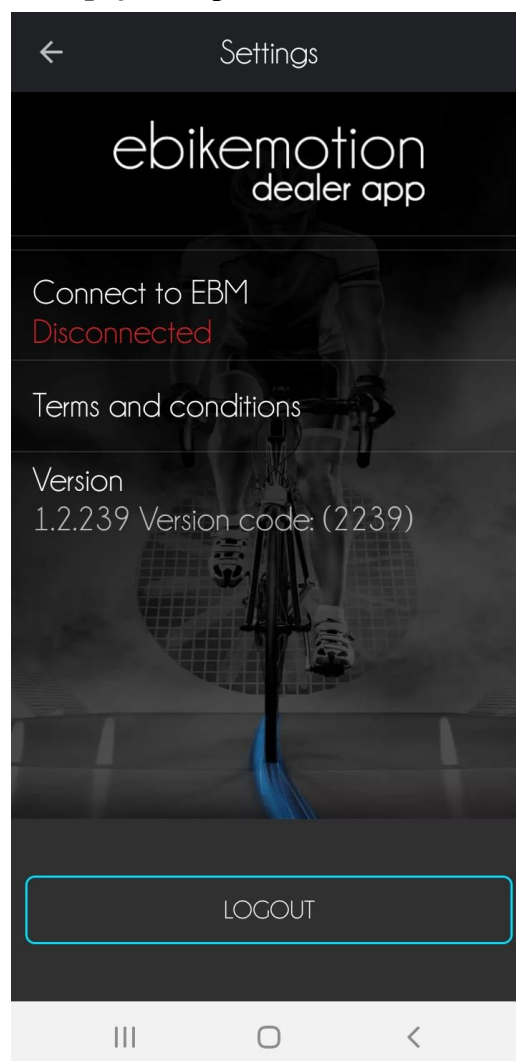 Settings
ebikemotion
dealer app
Connect to EBM
Disconnected
Terms and conditions
Version
1.2.239 Version code: (2239)
LOGOUT